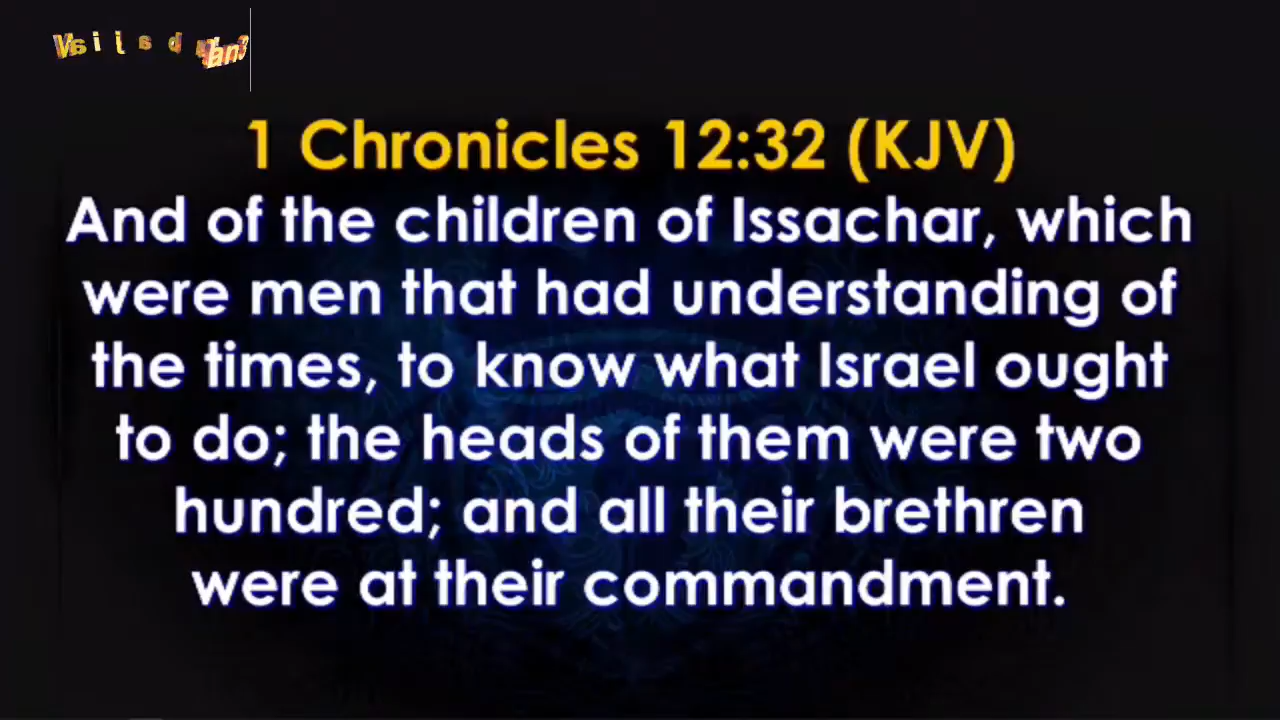 1 Chronicles 12:32 (KJV)
And of the children of Issachar, which
were men that had understanding of
the times, to know what Israel ought
to do; the heads of them were two
hundred; and all their brethren
were at their commandment.